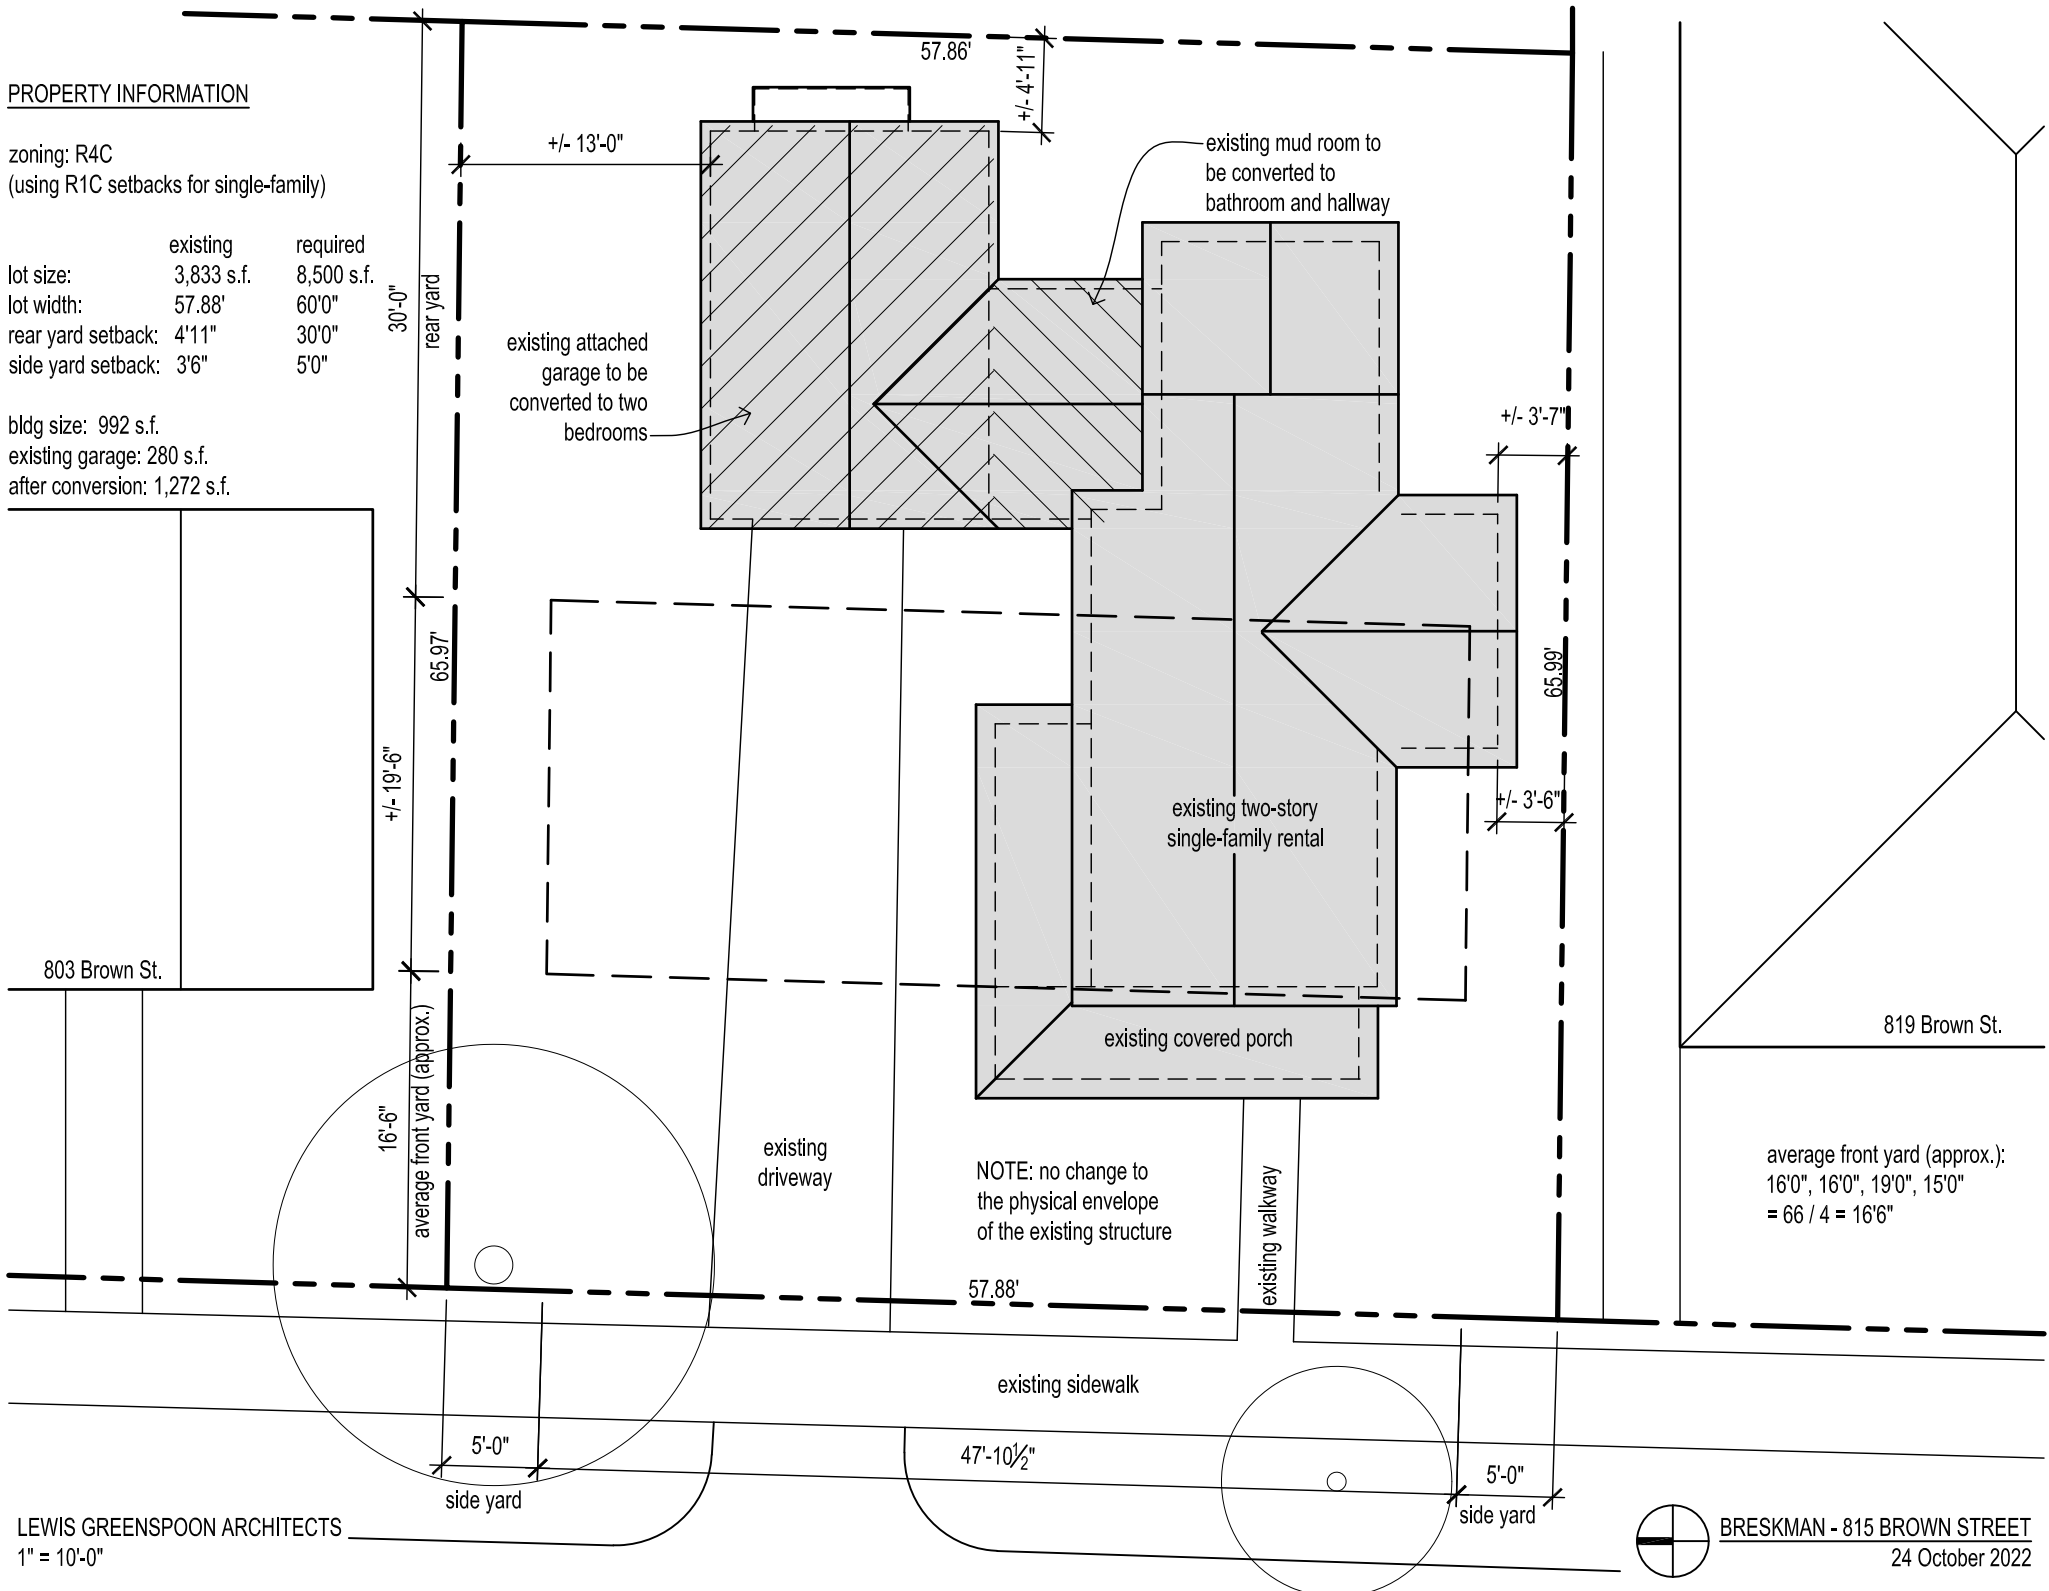 57.86'
+/- 4'-11"
PROPERTY INFORMATION
zoning: R4C
(using R1C setbacks for single-family)
existing required
lot size: 3,833 s.f. 8,500 s.f.
lot width: 57.88' 60'0"
rear yard setback: 4'11" 30'0"
side yard setback: 3'6" 5'0"
bldg size: 992 s.f.
existing garage: 280 s.f.
after conversion: 1,272 s.f.
30'-0"
rear yard
+/- 13'-0"
existing mud room to
be converted to
bathroom and hallway
existing attached
garage to be
converted to two
bedrooms
+/- 3'-7"
65.97'
65.99'
+/- 19'-6"
+/- 3'-6"
existing two-story
single-family rental
803 Brown St.
existing covered porch
819 Brown St.
16'-6"
average front yard (approx.)
existing
driveway
NOTE: no change to
the physical envelope
of the existing structure
existing walkway
average front yard (approx.):
16'0", 16'0", 19'0", 15'0"
= 66 / 4 = 16'6"
57.88'
existing sidewalk
5'-0"
side yard
47'-10½"
5'-0"
side yard
LEWIS GREENSPOON ARCHITECTS
1" = 10'-0"
BRESKMAN - 815 BROWN STREET
24 October 2022